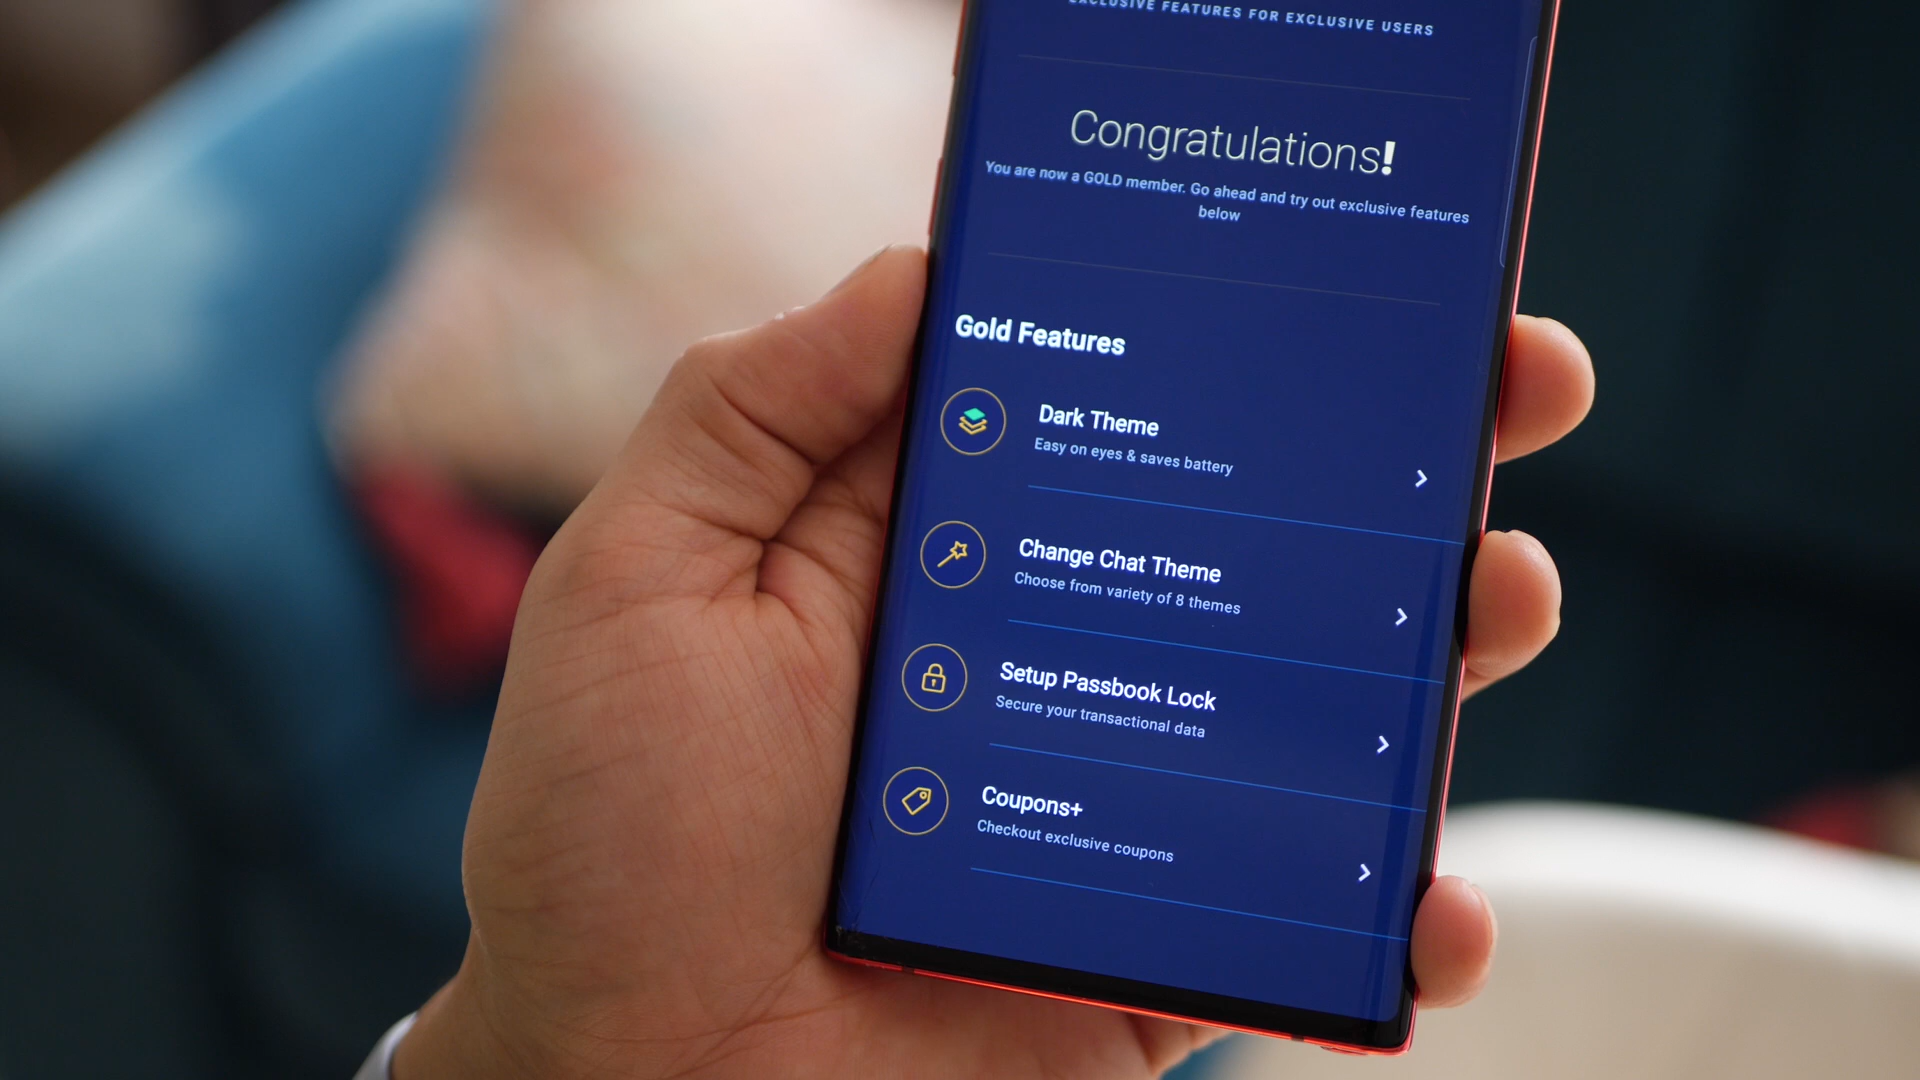 EXCLUSIVE FEATURES FOR EXCLUSIVE USERS
Congratulations!
You are now a GOLD member. Go ahead and try out exclusive features
below
Gold Features
Dark Theme
Easy on eyes & saves battery
Change Chat Theme
Choose from variety of 8 themes
Setup Passbook Lock
Secure your transactional data
Coupons+
Checkout exclusive coupons